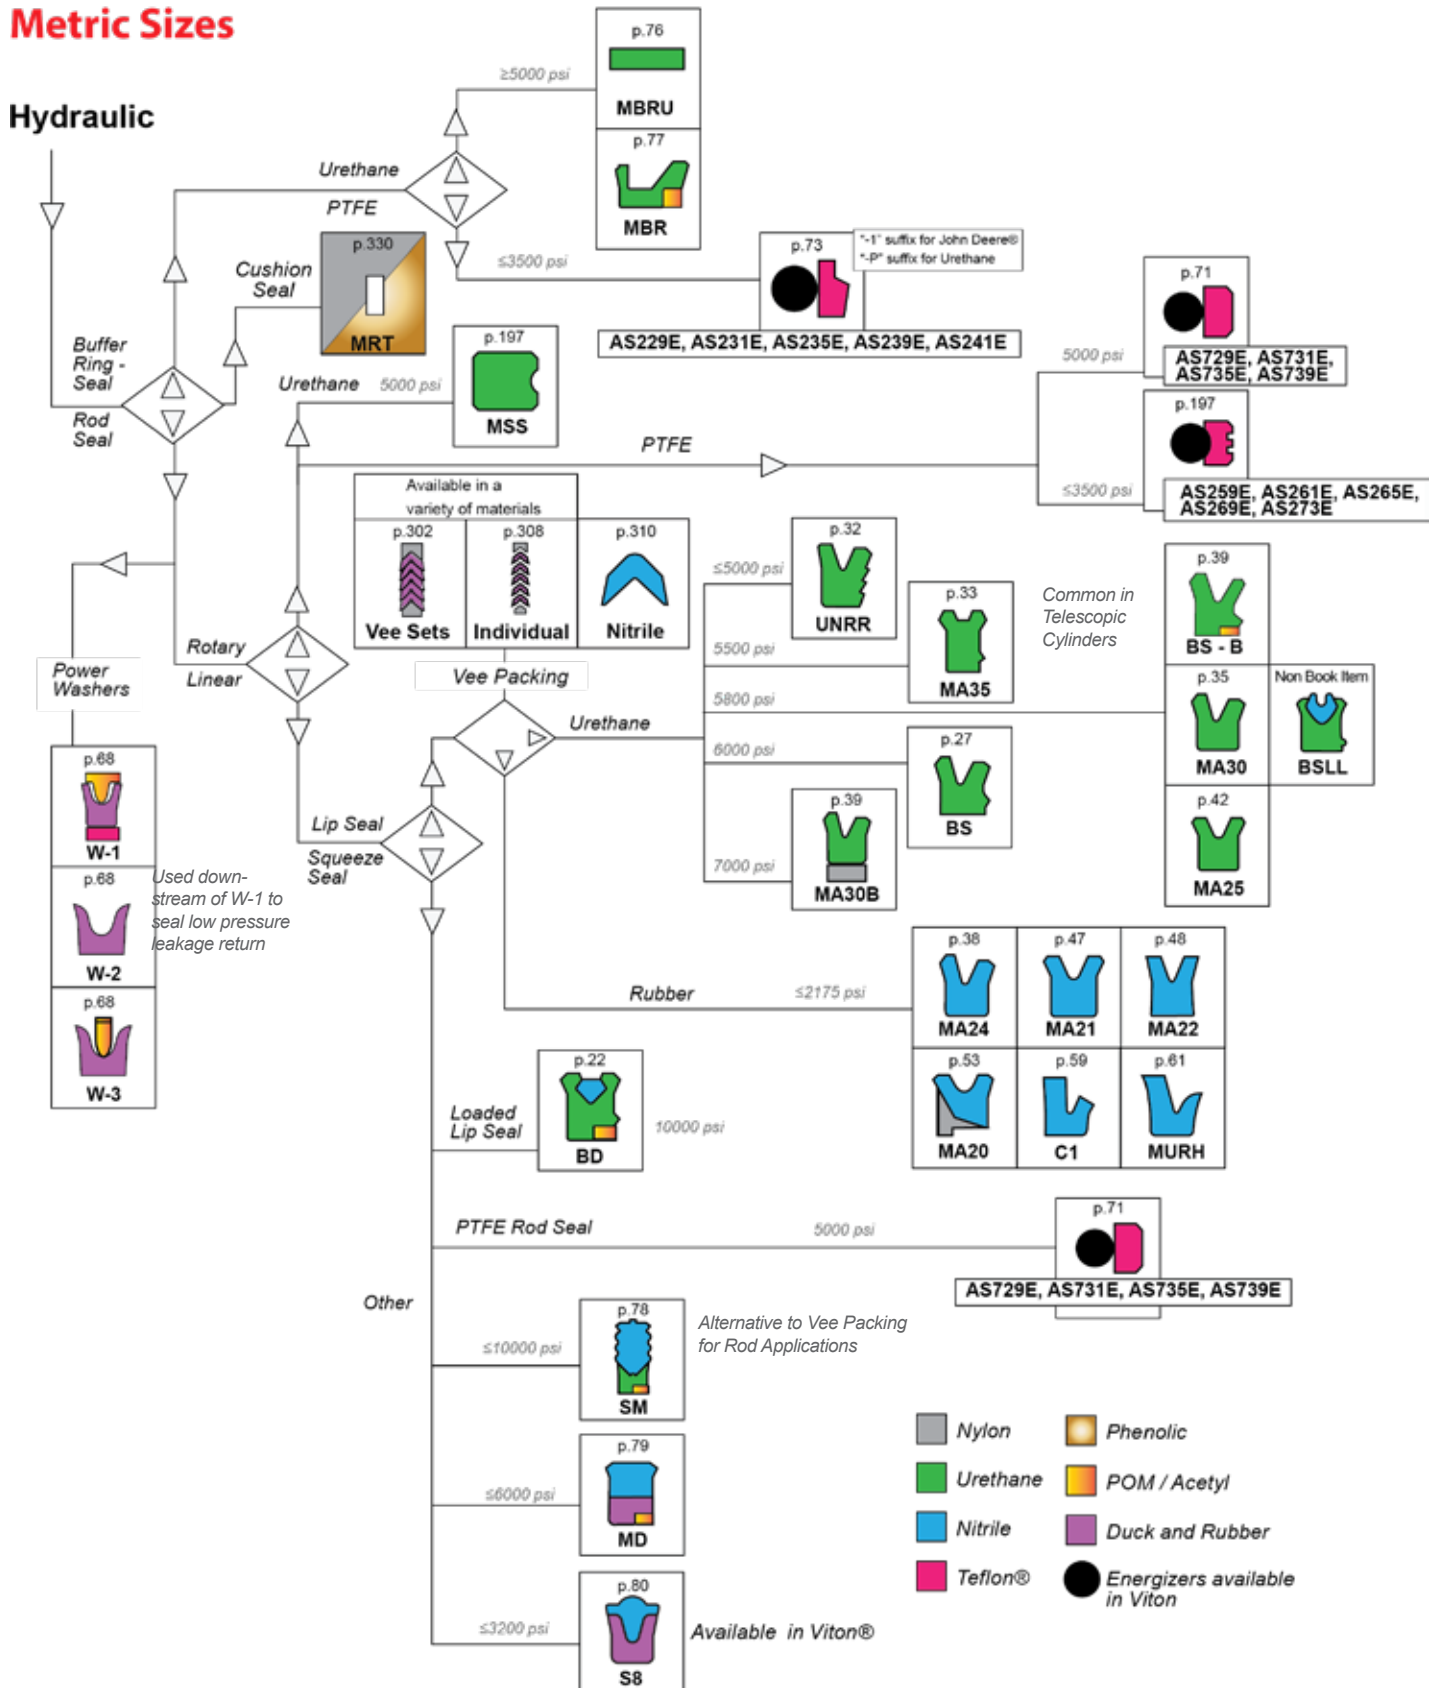 Metric Sizes
Hydraulic
p.76
MBRU
≥5000 psi
p.77
MBR
Urethane
PTFE
≤3500 psi
p.73
"-1" suffix for John Deere®
"-P" suffix for Urethane
AS229E, AS231E, AS235E, AS239E, AS241E
Cushion
Seal
p.330
MRT
Buffer
Ring -
Seal
Rod
Seal
Urethane
5000 psi
p.197
MSS
PTFE
5000 psi
p.71
AS729E, AS731E,
AS735E, AS739E
≤3500 psi
p.197
AS259E, AS261E, AS265E,
AS269E, AS273E
Available in a
variety of materials
p.302
Vee Sets
p.308
Individual
p.310
Nitrile
Vee Packing
Rotary
Linear
Power
Washers
p.68
W-1
p.68
W-2
Used down-
stream of W-1 to
seal low pressure
leakage return
p.68
W-3
Lip Seal
Squeeze
Seal
Urethane
≤5000 psi
p.32
UNRR
5500 psi
p.33
MA35
Common in
Telescopic
Cylinders
5800 psi
p.39
BS - B
p.35
MA30
Non Book Item
BSLL
p.42
MA25
6000 psi
p.27
BS
7000 psi
p.39
MA30B
Rubber
≤2175 psi
p.38
MA24
p.47
MA21
p.48
MA22
p.53
MA20
p.59
C1
p.61
MURH
Loaded
Lip Seal
p.22
BD
10000 psi
PTFE Rod Seal
5000 psi
p.71
AS729E, AS731E, AS735E, AS739E
Other
≤10000 psi
p.78
SM
Alternative to Vee Packing
for Rod Applications
≤6000 psi
p.79
MD
≤3200 psi
p.80
S8
Available in Viton®
Nylon
Urethane
Nitrile
Teflon®
Phenolic
POM / Acetyl
Duck and Rubber
Energizers available
in Viton